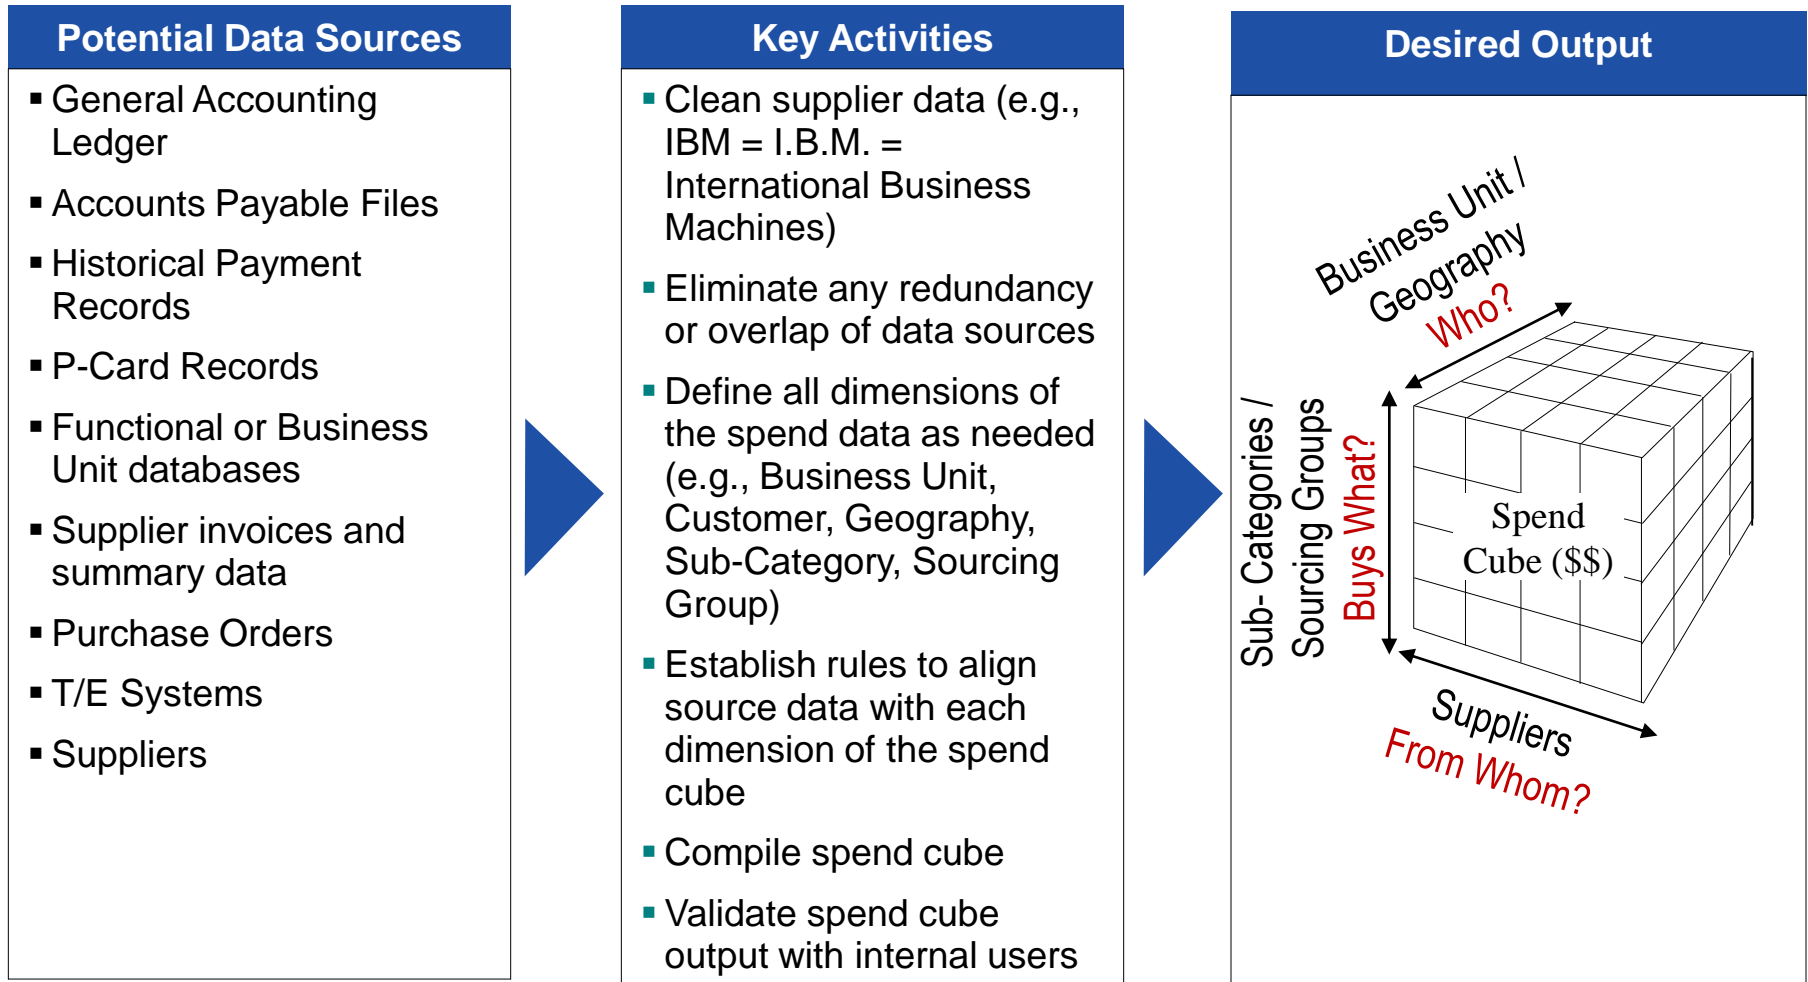 Potential Data Sources
General Accounting
Ledger
Accounts Payable Files
Historical Payment
Records
P-Card Records
Functional or Business
Unit databases
Supplier invoices and
summary data
Purchase Orders
T/E Systems
Suppliers
Key Activities
Clean supplier data (e.g.,
IBM = I.B.M. =
International Business
Machines)
Eliminate any redundancy
or overlap of data sources
Define all dimensions of
the spend data as needed
(e.g., Business Unit,
Customer, Geography,
Sub-Category, Sourcing
Group)
Establish rules to align
source data with each
dimension of the spend
cube
Compile spend cube
Validate spend cube
output with internal users
Desired Output
Business Unit /
Geography
Who?
Sub- Categories /
Sourcing Groups
Buys What?
Spend
Cube ($$)
Suppliers
From Whom?